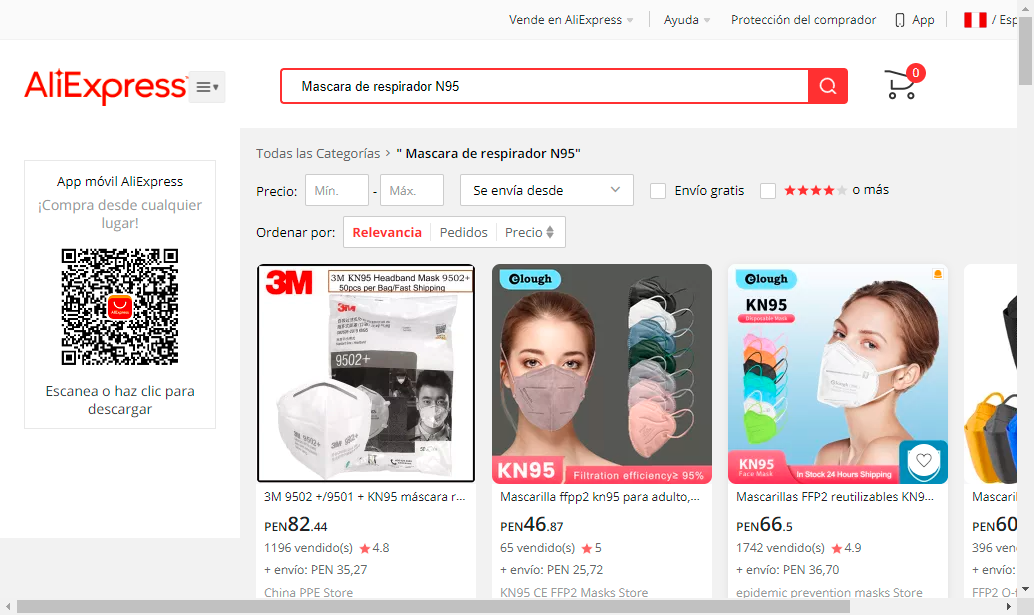 Vende en AliExpress
Ayuda
Protección del comprador
App
/ Esp
AliExpress
Mascara de respirador N95
0
Todas las Categorías > " Mascara de respirador N95"
Precio: Mín. - Máx. Se envía desde Envío gratis o más
Ordenar por: Relevancia Pedidos Precio
App móvil AliExpress
¡Compra desde cualquier
lugar!
AliExpress
Escanea o haz clic para
descargar
3M
3M KN95 Headband Mask 9502+
50pcs per Bag/Fast Shipping
3M
9502+
3M 9502 +/9501 + KN95 máscara r...
PEN82.44
1196 vendido(s) 4.8
+ envío: PEN 35,27
China PPE Store
Elough
KN95
Filtration efficiency≥ 95%
Mascarilla ffpp2 kn95 para adulto,...
PEN46.87
65 vendido(s) 5
+ envío: PEN 25,72
KN95 CE FFP2 Masks Store
Elough
KN95
Disposable Mask
Elough
KN95
Face Mask
In Stock 24 Hours Shipping
Mascarillas FFP2 reutilizables KN9...
PEN66.5
1742 vendido(s) 4.9
+ envío: PEN 36,70
epidemic prevention masks Store
Mascaril
PEN60
396 ven
+ envío:
FFP2 O-f